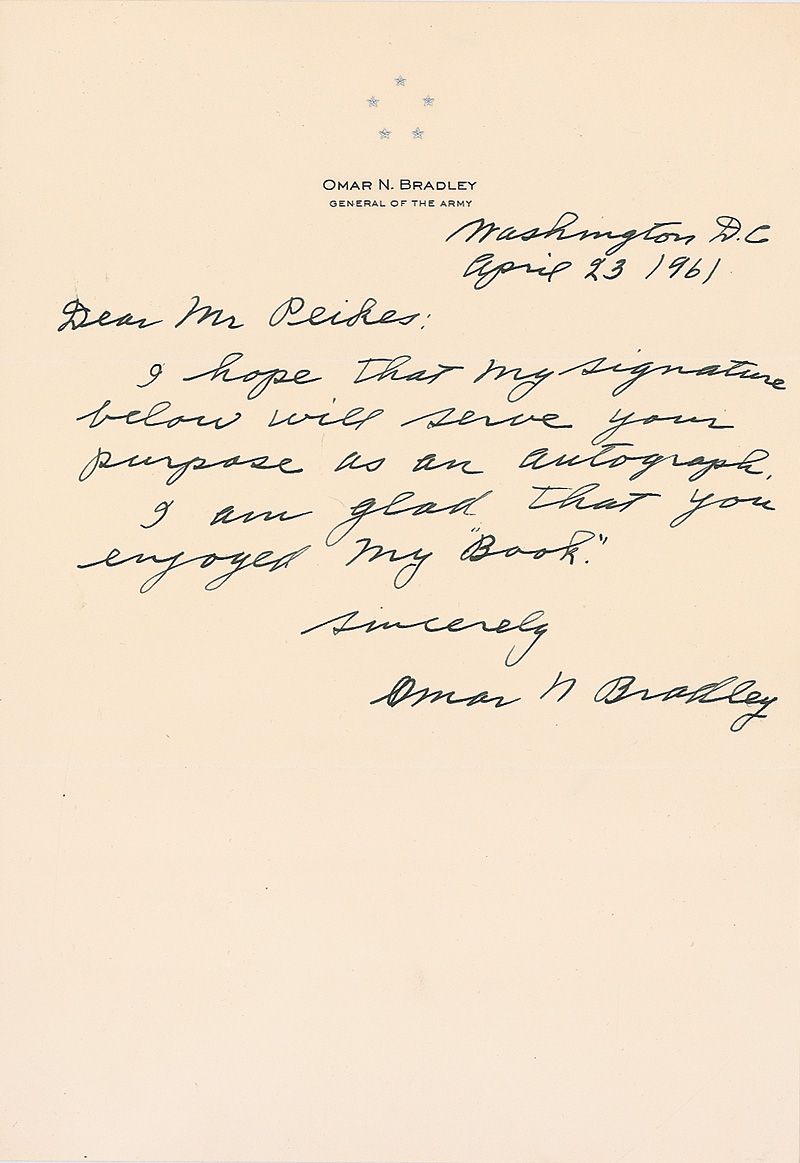 OMAR N. BRADLEY
GENERAL OF THE ARMY
Washington D.C
April 23 1961
Dear Mr Peikes:
I hope that my signature
below will serve your
purpose as an autograph.
I am glad that you
enjoyed my "Book."
Sincerely
Omar N Bradley